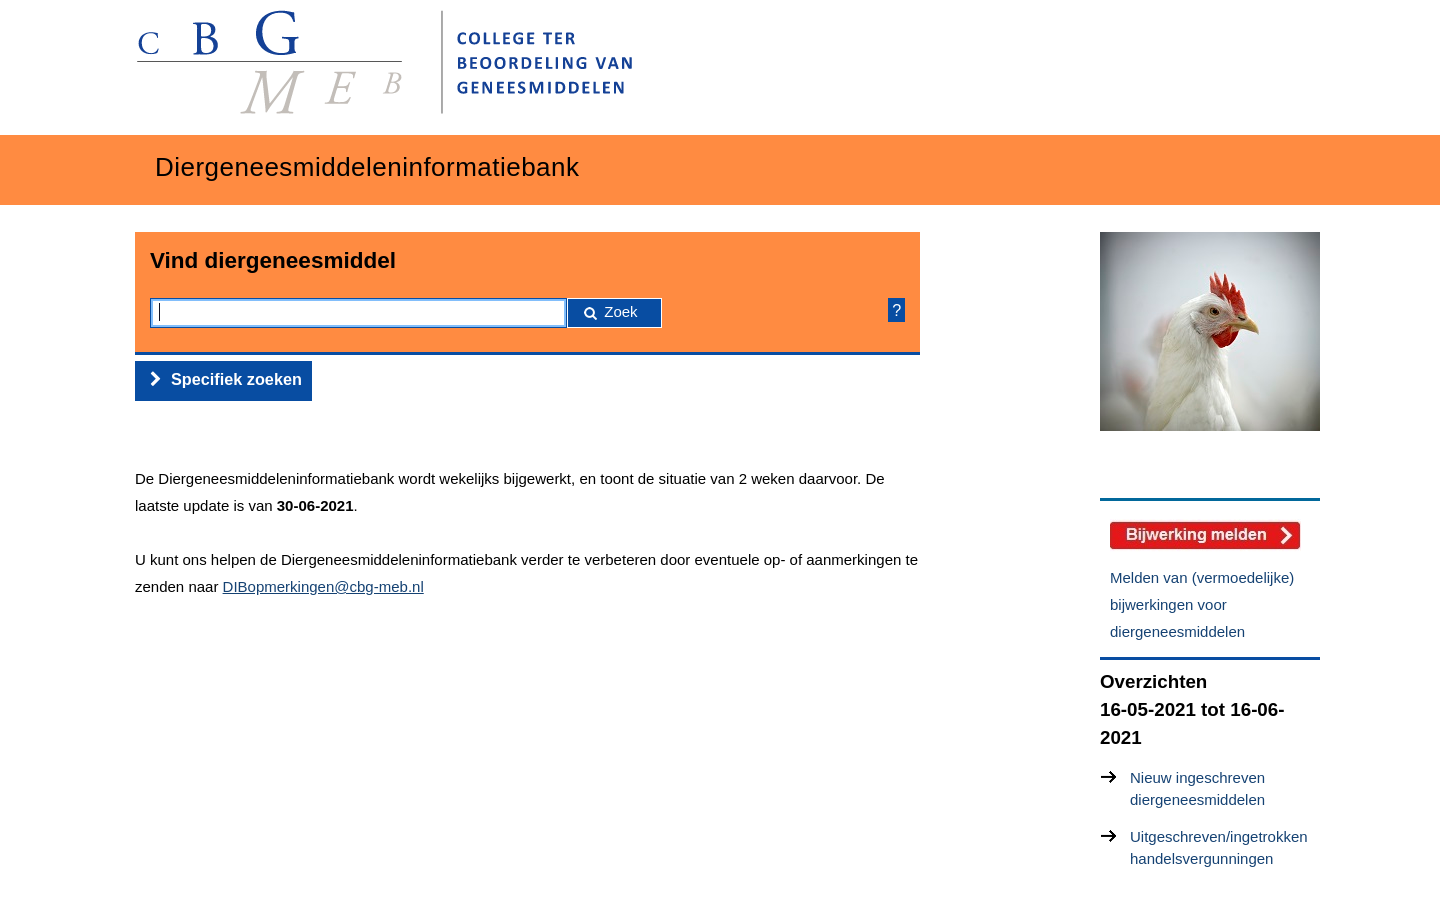 C B G
M E B
COLLEGE TER
BEOORDELING VAN
GENEESMIDDELEN
Diergeneesmiddeleninformatiebank
Vind diergeneesmiddel
Zoek
?
Specifiek zoeken
De Diergeneesmiddeleninformatiebank wordt wekelijks bijgewerkt, en toont de situatie van 2 weken daarvoor. De
laatste update is van 30-06-2021.
U kunt ons helpen de Diergeneesmiddeleninformatiebank verder te verbeteren door eventuele op- of aanmerkingen te
zenden naar DIBopmerkingen@cbg-meb.nl
Bijwerking melden
Melden van (vermoedelijke)
bijwerkingen voor
diergeneesmiddelen
Overzichten
16-05-2021 tot 16-06-
2021
Nieuw ingeschreven
diergeneesmiddelen
Uitgeschreven/ingetrokken
handelsvergunningen